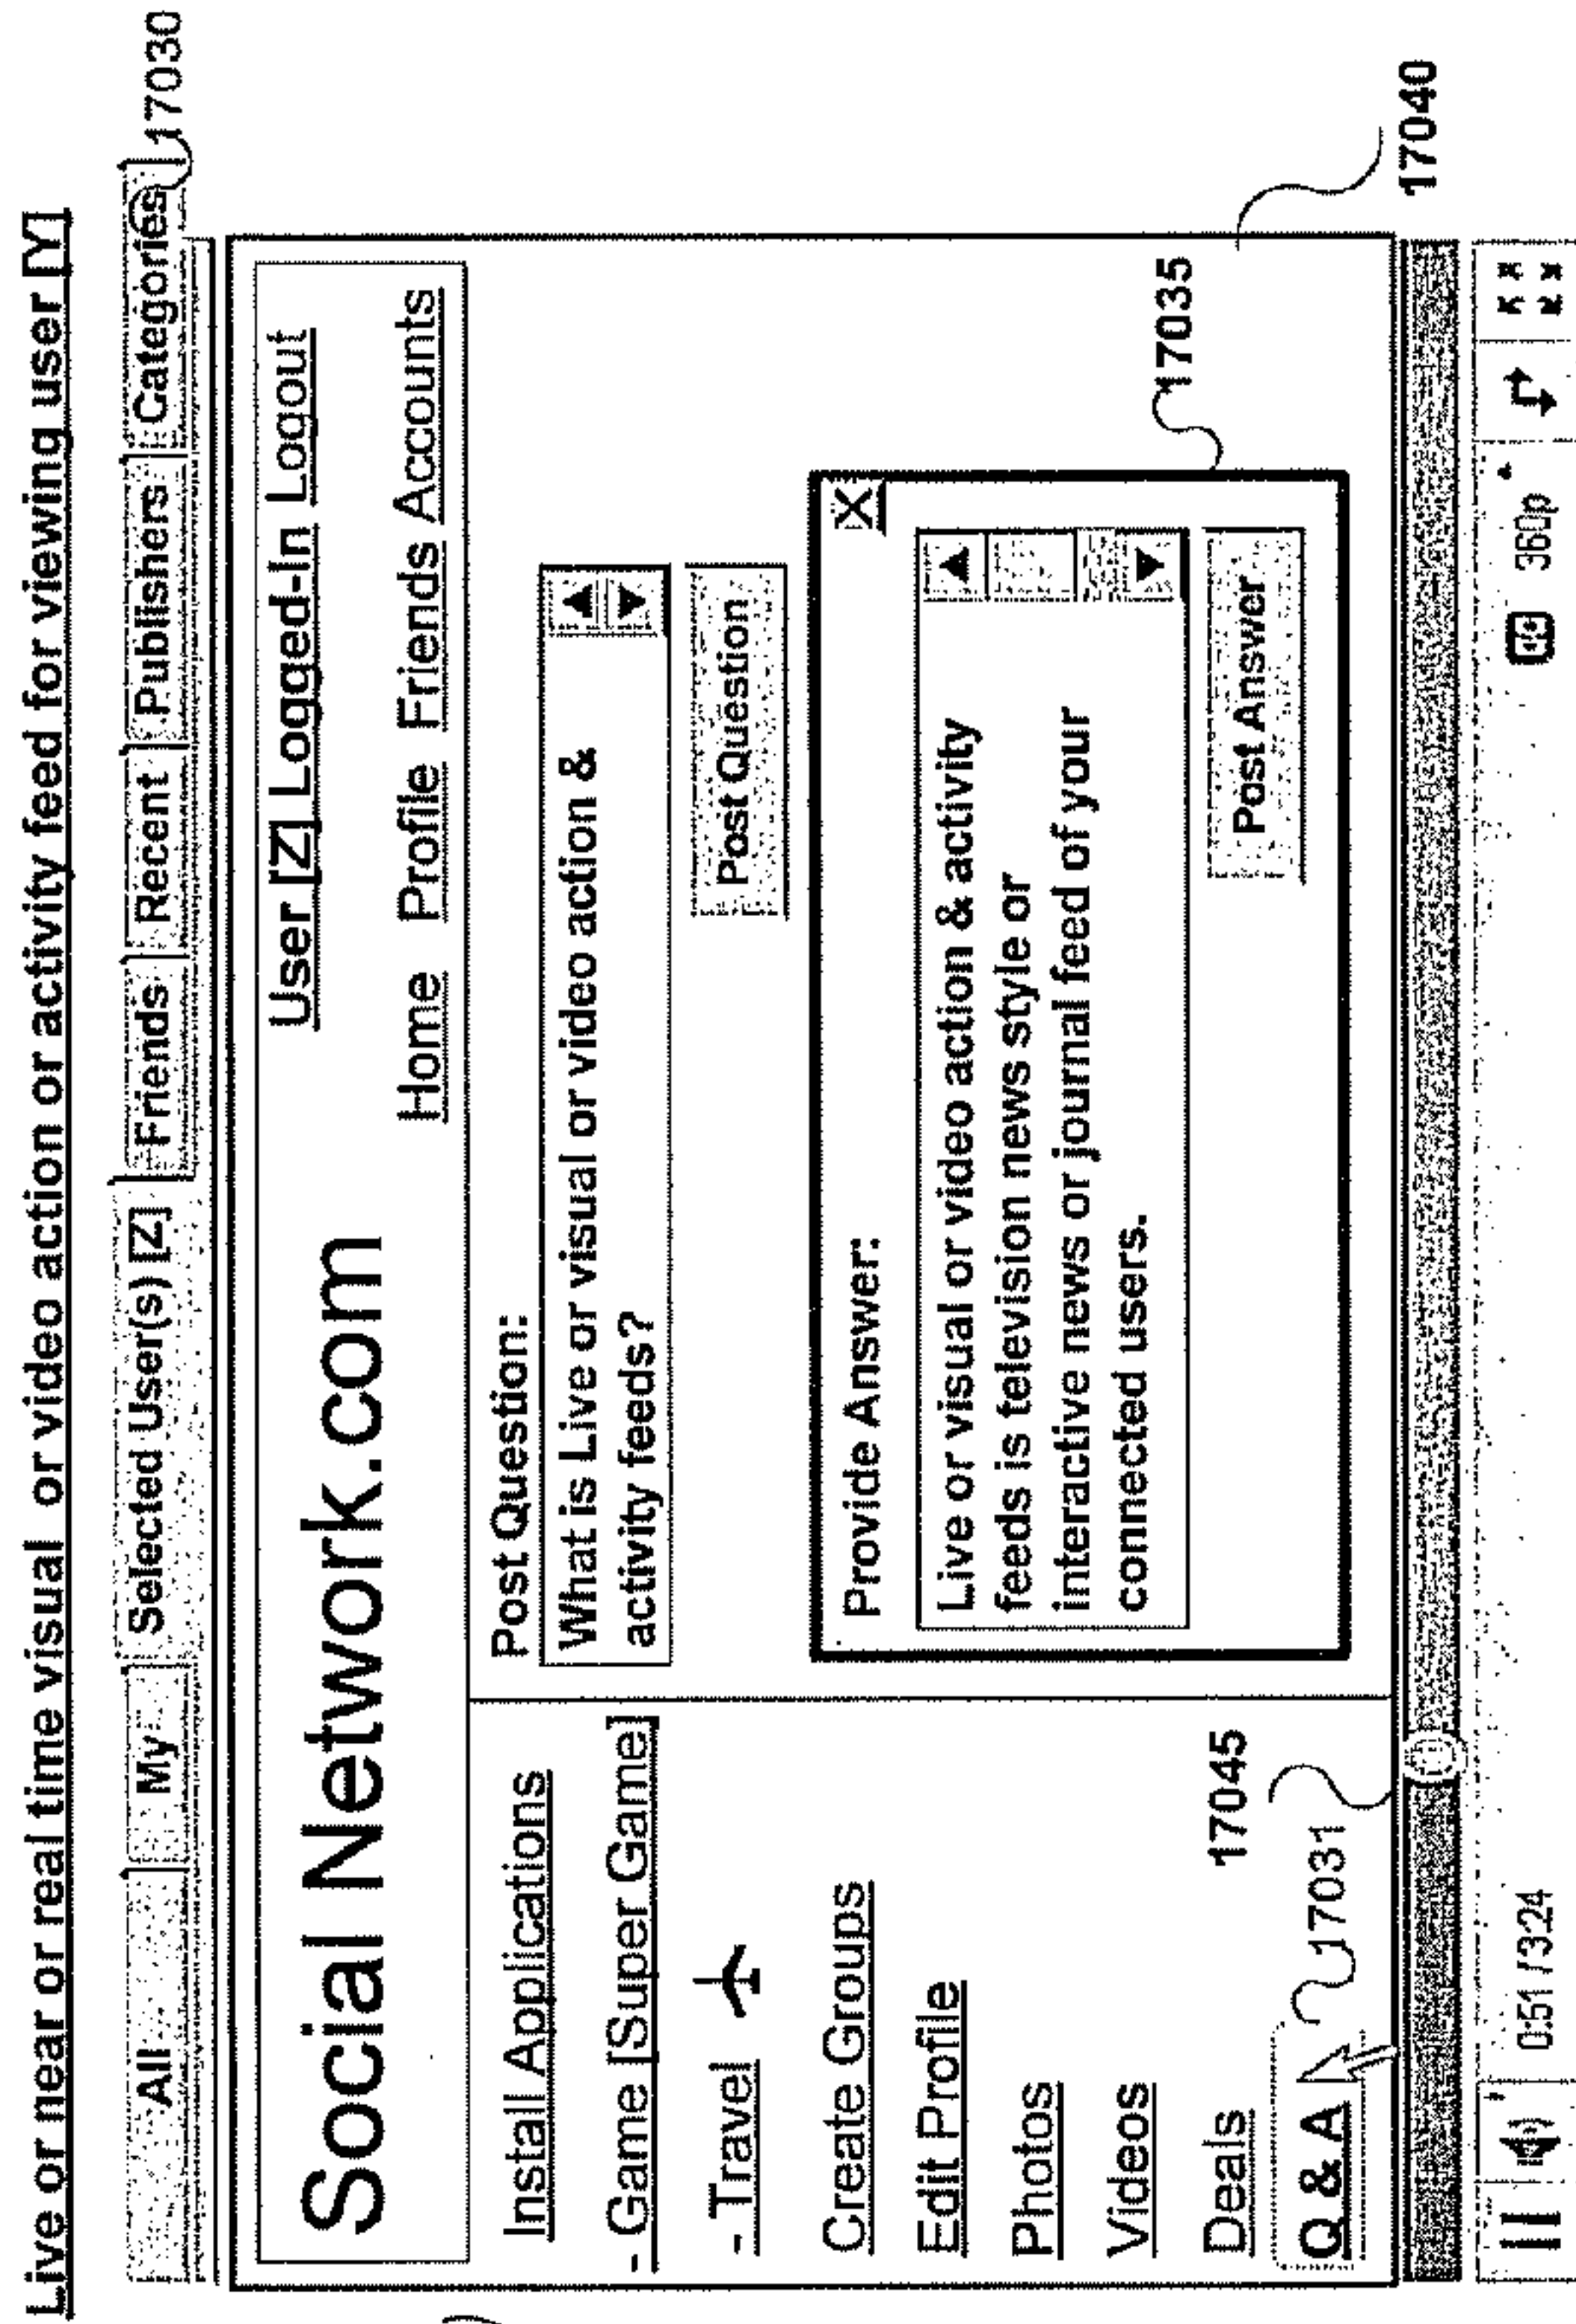 Live or near or real time visual or video action or activity feed for viewing user [Y]
All My Selected User(s) [Z] Friends Recent Publishers Categories 17030
Social Network.com
User [Z] Logged-In Logout
Home Profile Friends Accounts
Install Applications
- Game [Super Game]
- Travel
Create Groups
Edit Profile
Photos
Videos
Deals
Q & A
17031
17045
Post Question:
What is Live or visual or video action &
activity feeds?
Post Question
X
Provide Answer:
Live or visual or video action & activity
feeds is television news style or
interactive news or journal feed of your
connected users.
Post Answer
17035
17040
0:51 / 3:24
360p